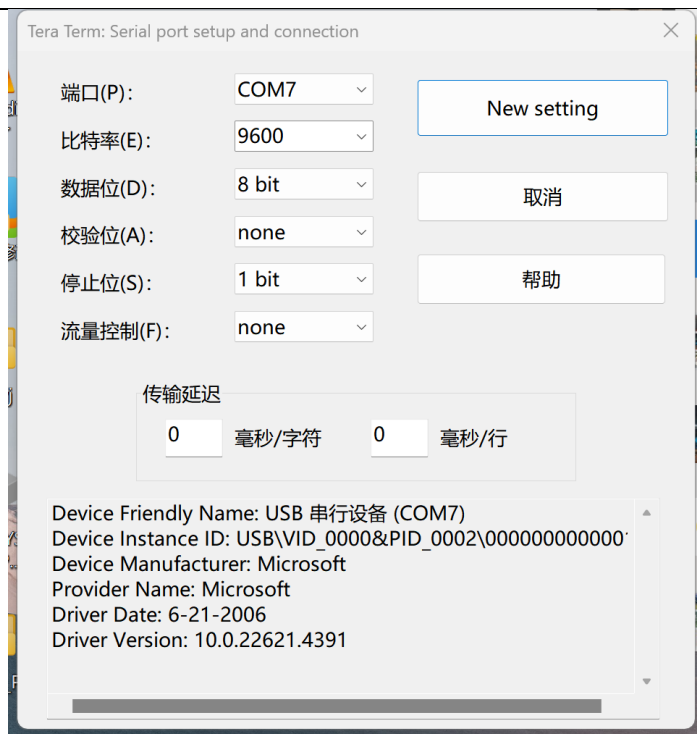 Tera Term: Serial port setup and connection
端口(P): COM7
New setting
比特率(E): 9600
数据位(D): 8 bit
取消
校验位(A): none
停止位(S): 1 bit
帮助
流量控制(F): none
传输延迟
0 毫秒/字符 0 毫秒/行
Device Friendly Name: USB 串行设备 (COM7)
Device Instance ID: USB\VID_0000&PID_0002\000000000000
Device Manufacturer: Microsoft
Provider Name: Microsoft
Driver Date: 6-21-2006
Driver Version: 10.0.22621.4391